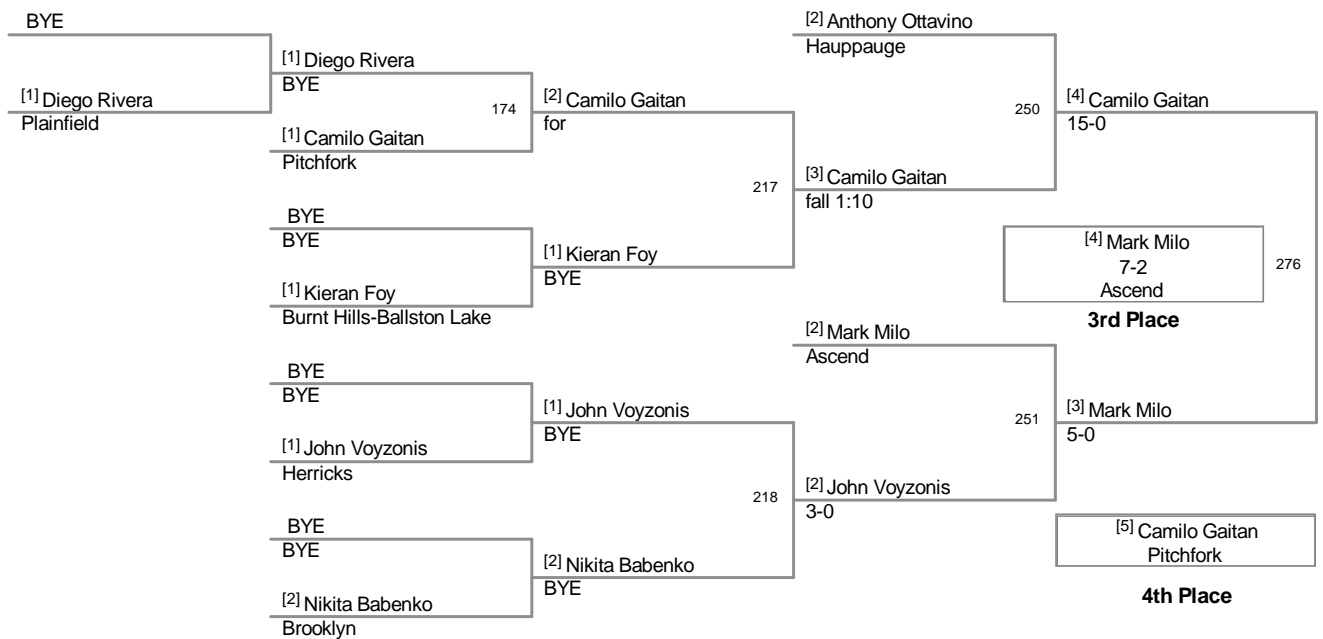 BYE
[1] Diego Rivera
Plainfield
[1] Diego Rivera
BYE
174
[1] Camilo Gaitan
Pitchfork
BYE
BYE
[1] Kieran Foy
Burnt Hills-Ballston Lake
BYE
BYE
[1] John Voyzonis
Herricks
BYE
BYE
[2] Nikita Babenko
Brooklyn
[2] Camilo Gaitan
for
217
[1] Kieran Foy
BYE
[1] John Voyzonis
BYE
218
[2] Nikita Babenko
BYE
[2] Anthony Ottavino
Hauppauge
250
[3] Camilo Gaitan
fall 1:10
[2] Mark Milo
Ascend
251
[2] John Voyzonis
3-0
[4] Camilo Gaitan
15-0
[4] Mark Milo
7-2
Ascend
276
3rd Place
[3] Mark Milo
5-0
[5] Camilo Gaitan
Pitchfork
4th Place